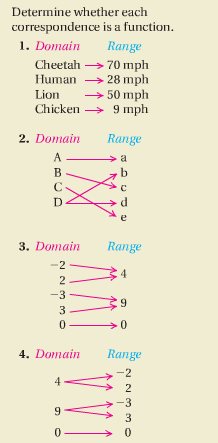 Determine whether each
correspondence is a function.
1. Domain Range
Cheetah 70 mph
Human 28 mph
Lion 50 mph
Chicken 9 mph
2. Domain Range
A a
B b
C c
D d
e
3. Domain Range
−2
4
2
−3
9
3
0 0
4. Domain Range
−2
4
2
−3
9
3
0 0